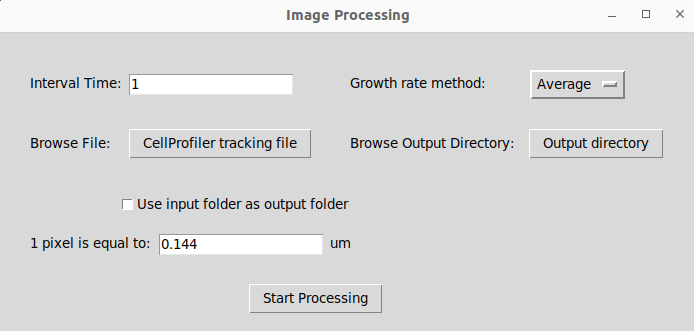 Image Processing
Interval Time: 1 Growth rate method: Average
Browse File: CellProfiler tracking file Browse Output Directory: Output directory
Use input folder as output folder
1 pixel is equal to: 0.144 um
Start Processing